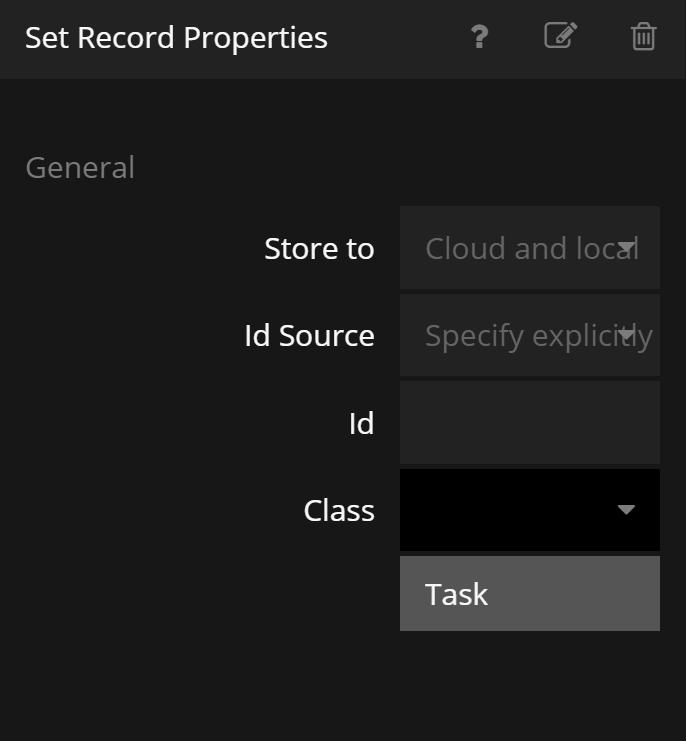 Set Record Properties ?
General
Store to Cloud and local
Id Source Specify explicitly
Id
Class
Task